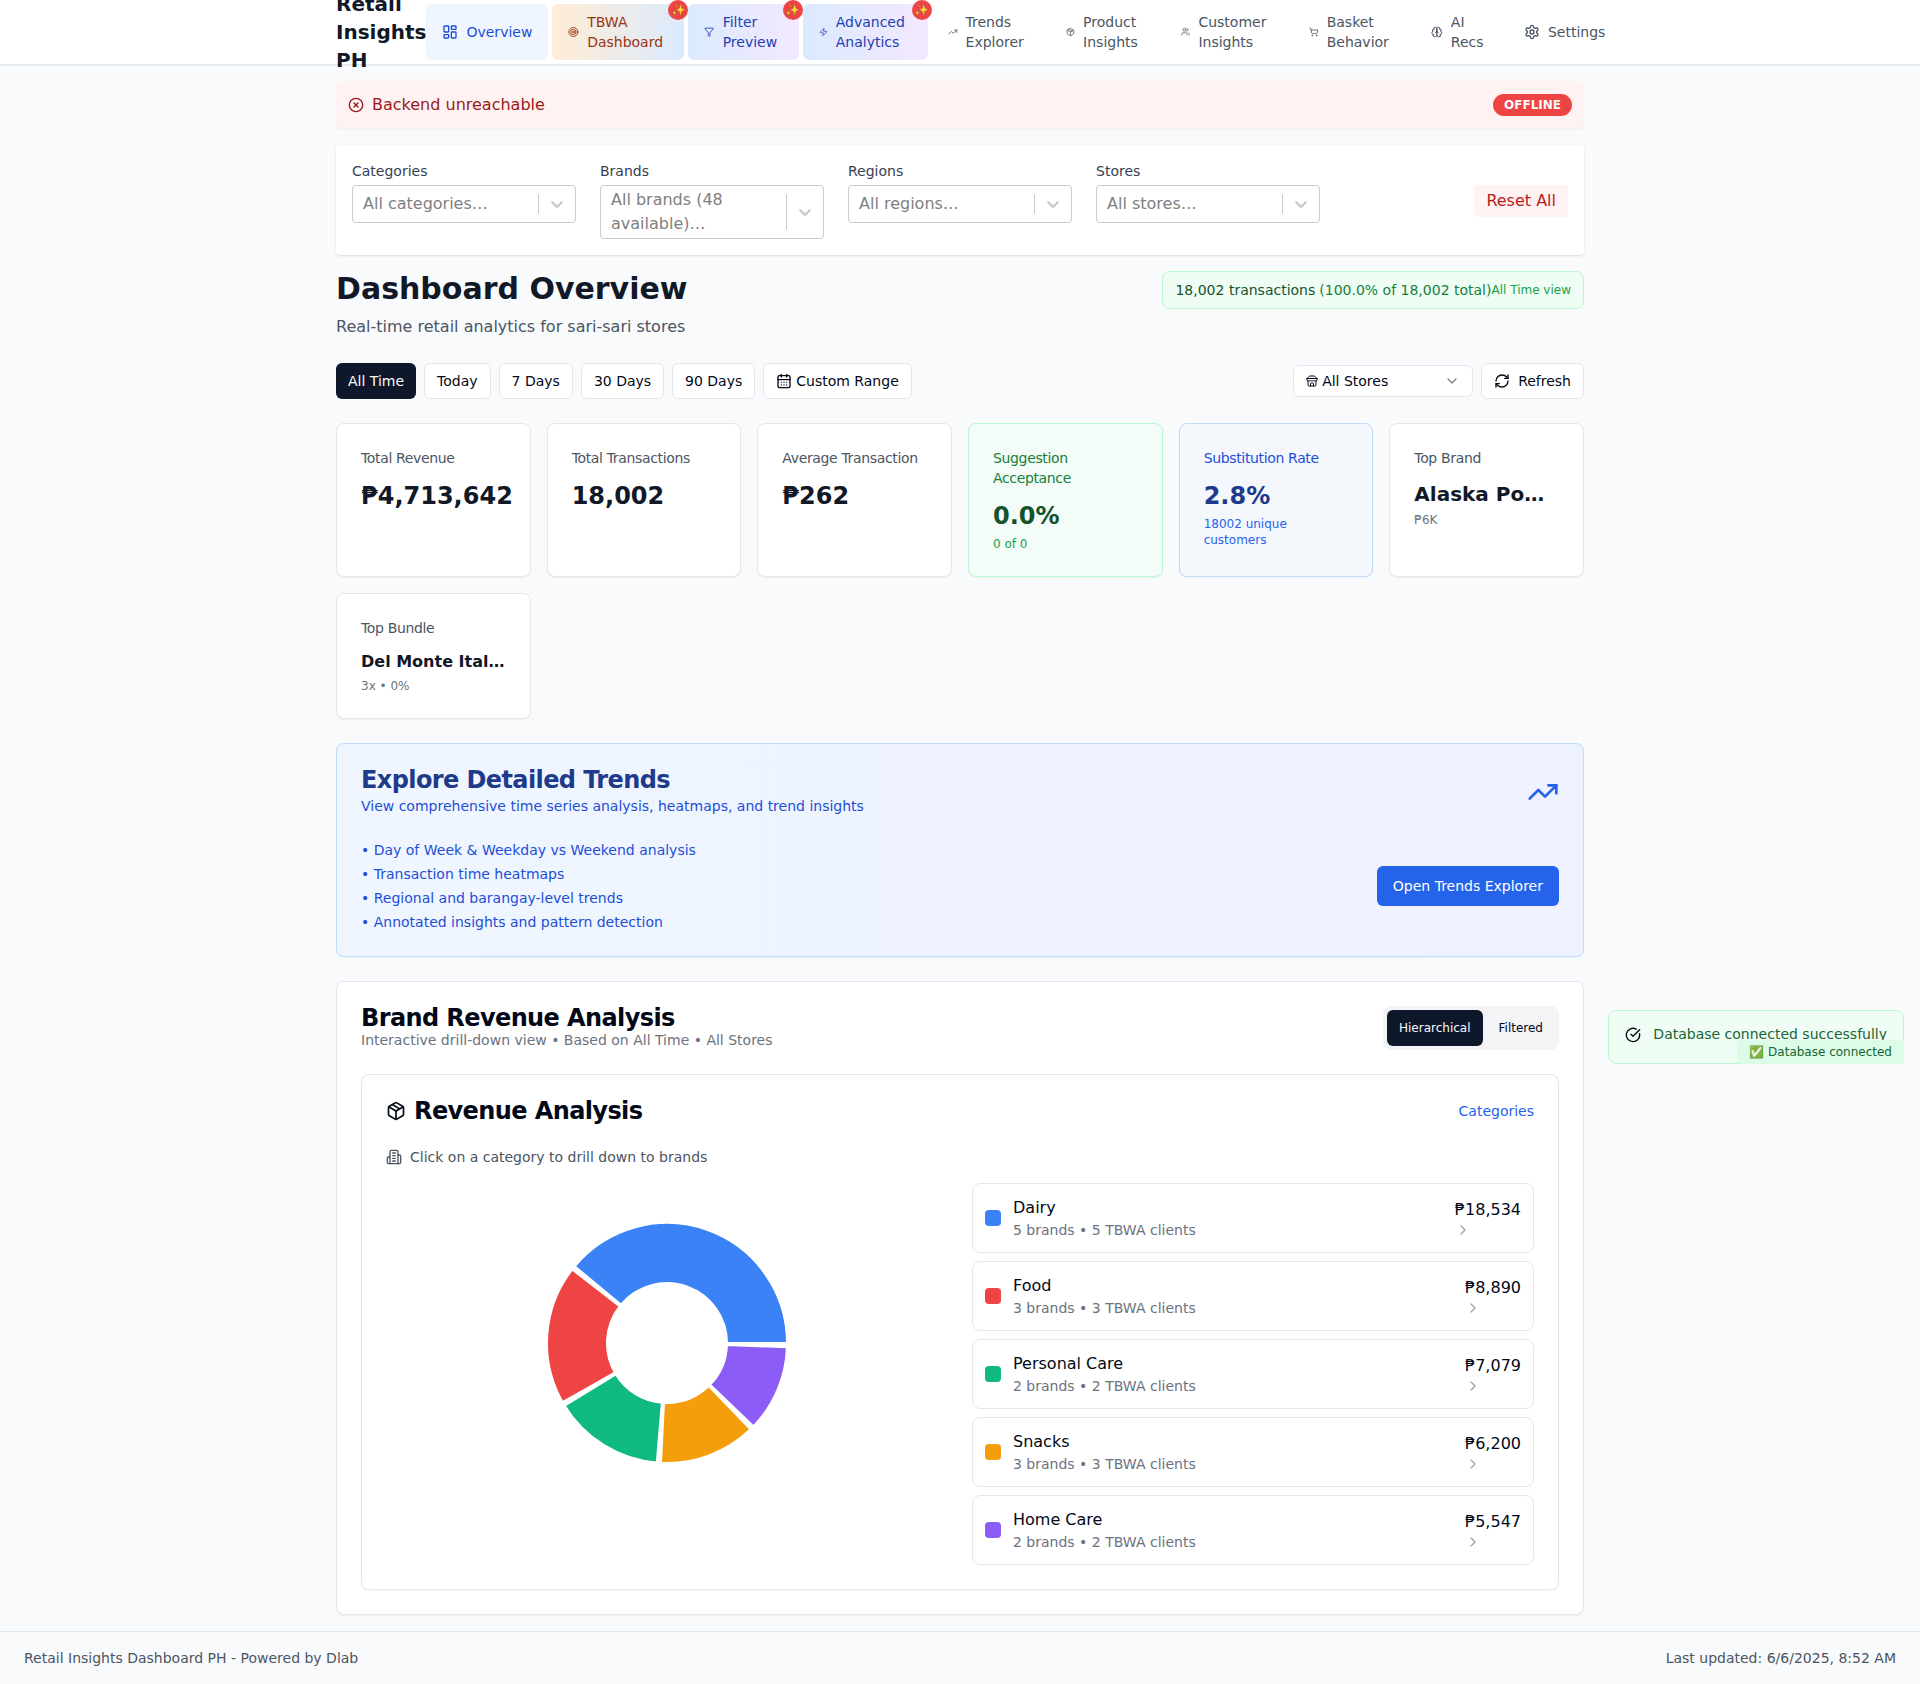 Retail
Insights
PH
Overview
TBWA
Dashboard
Filter
Preview
Advanced
Analytics
Trends
Explorer
Product
Insights
Customer
Insights
Basket
Behavior
AI
Recs
Settings
Backend unreachable
OFFLINE
Categories
All categories...
Brands
All brands (48
available)...
Regions
All regions...
Stores
All stores...
Reset All
Dashboard Overview
18,002 transactions (100.0% of 18,002 total)All Time view
Real-time retail analytics for sari-sari stores
All Time
Today
7 Days
30 Days
90 Days
Custom Range
All Stores
Refresh
Total Revenue
₱4,713,642
Total Transactions
18,002
Average Transaction
₱262
Suggestion
Acceptance
0.0%
0 of 0
Substitution Rate
2.8%
18002 unique
customers
Top Brand
Alaska Po...
₱6K
Top Bundle
Del Monte Ital...
3x • 0%
Explore Detailed Trends
View comprehensive time series analysis, heatmaps, and trend insights
• Day of Week & Weekday vs Weekend analysis
• Transaction time heatmaps
• Regional and barangay-level trends
• Annotated insights and pattern detection
Open Trends Explorer
Brand Revenue Analysis
Interactive drill-down view • Based on All Time • All Stores
Hierarchical
Filtered
Database connected successfully
✅ Database connected
Revenue Analysis
Categories
Click on a category to drill down to brands
Dairy
5 brands • 5 TBWA clients
₱18,534
Food
3 brands • 3 TBWA clients
₱8,890
Personal Care
2 brands • 2 TBWA clients
₱7,079
Snacks
3 brands • 3 TBWA clients
₱6,200
Home Care
2 brands • 2 TBWA clients
₱5,547
Retail Insights Dashboard PH - Powered by Dlab
Last updated: 6/6/2025, 8:52 AM